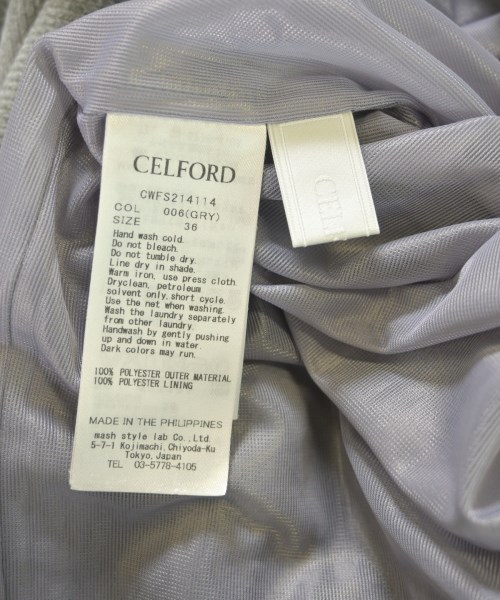 CELFORD
CWFS214114
COL 006(GRY)
SIZE 36
Hand wash cold.
Do not bleach.
Do not tumble dry.
Line dry in shade.
Warm iron, use press cloth.
Dryclean, petroleum
solvent only, short cycle.
Use the net when washing.
Wash the laundry separately
from other laundry.
Handwash by gently pushing
up and down in water.
Dark colors may run.
100% POLYESTER OUTER MATERIAL
100% POLYESTER LINING
MADE IN THE PHILIPPINES
mash style lab Co., Ltd.
5-7-1 Kojimachi, Chiyoda-Ku
Tokyo, Japan
TEL 03-5778-4105
CELF